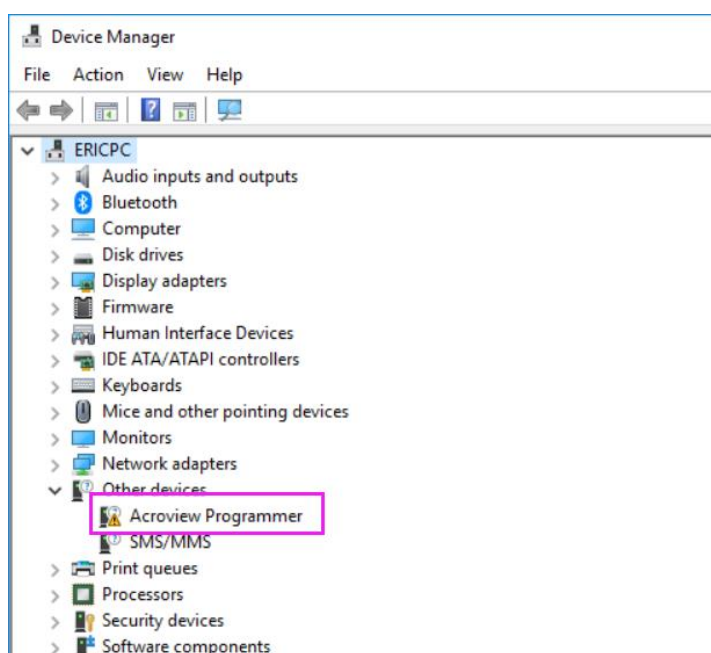 Device Manager
File Action View Help
ERICPC
Audio inputs and outputs
Bluetooth
Computer
Disk drives
Display adapters
Firmware
Human Interface Devices
IDE ATA/ATAPI controllers
Keyboards
Mice and other pointing devices
Monitors
Network adapters
Other devices
Acroview Programmer
SMS/MMS
Print queues
Processors
Security devices
Software components